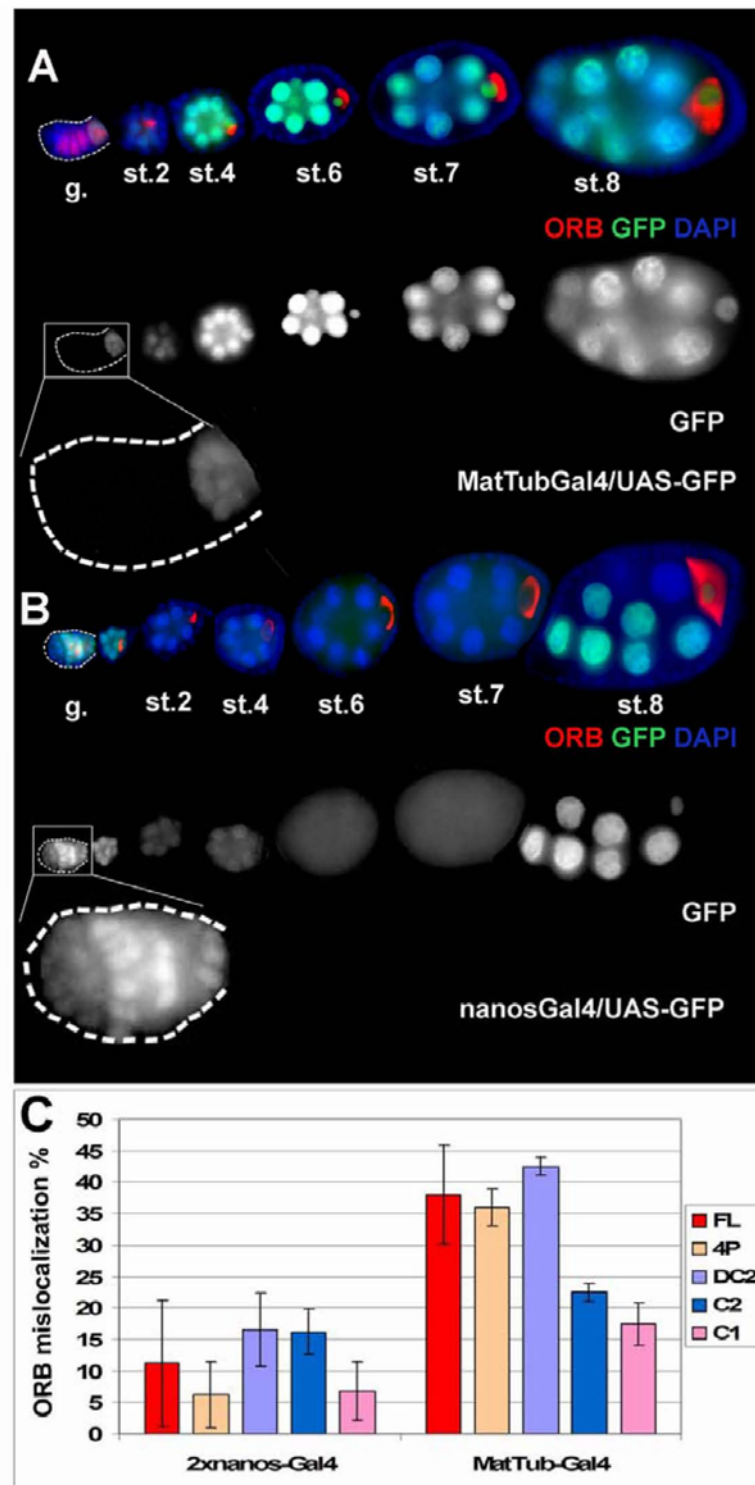 A
g.
st.2
st.4
st.6
st.7
st.8
ORB GFP DAPI
GFP
MatTubGal4/UAS-GFP
B
g.
st.2
st.4
st.6
st.7
st.8
ORB GFP DAPI
GFP
nanosGal4/UAS-GFP
C
ORB mislocalization %
50
45
40
35
30
25
20
15
10
5
0
2xnanos-Gal4
MatTub-Gal4
FL
4P
DC2
C2
C1